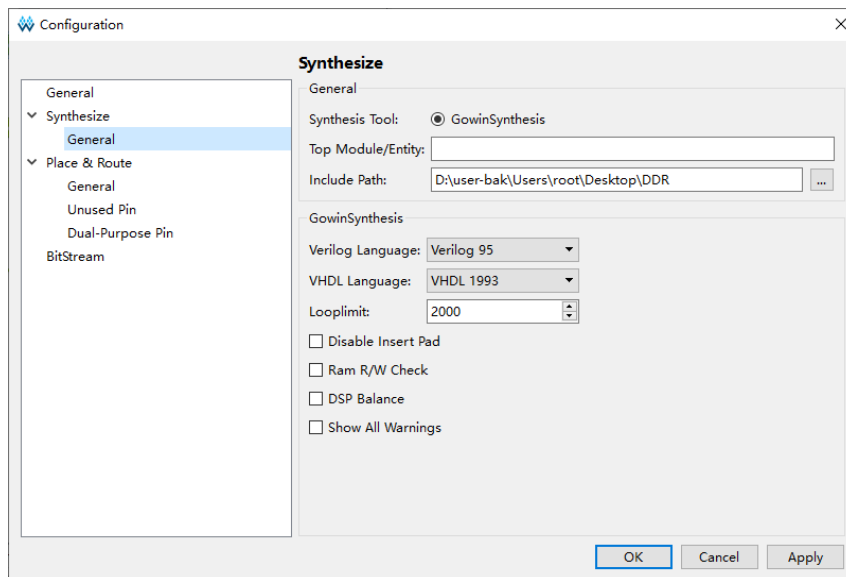 Configuration
General
Synthesize
General
Place & Route
General
Unused Pin
Dual-Purpose Pin
BitStream
Synthesize
General
Synthesis Tool: GowinSynthesis
Top Module/Entity:
Include Path: D:\user-bak\Users\root\Desktop\DDR ...
GowinSynthesis
Verilog Language: Verilog 95
VHDL Language: VHDL 1993
Looplimit: 2000
Disable Insert Pad
Ram R/W Check
DSP Balance
Show All Warnings
OK Cancel Apply